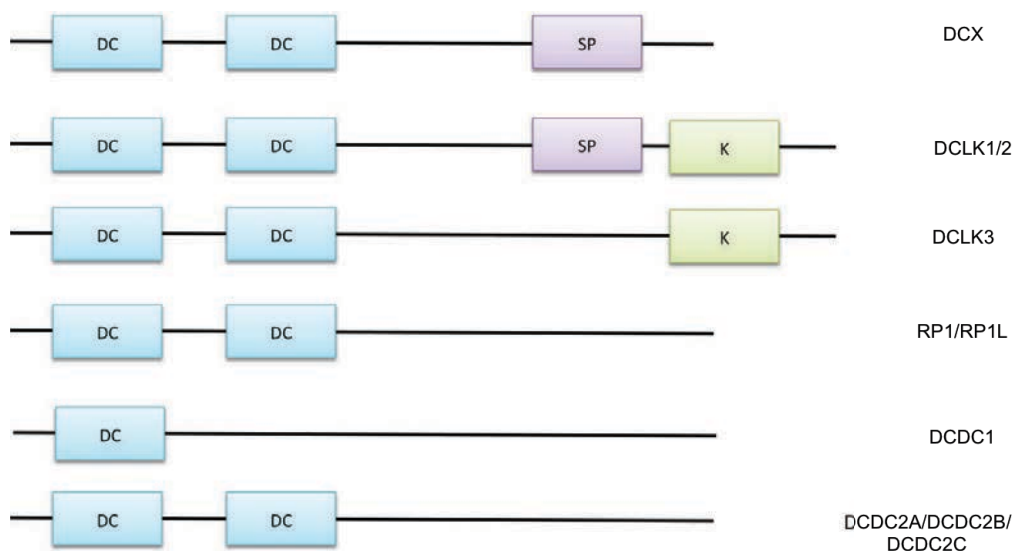 DC DC SP DCX
DC DC SP K DCLK1/2
DC DC K DCLK3
DC DC RP1/RP1L
DC DCDC1
DC DC DCDC2A/DCDC2B/
DCDC2C